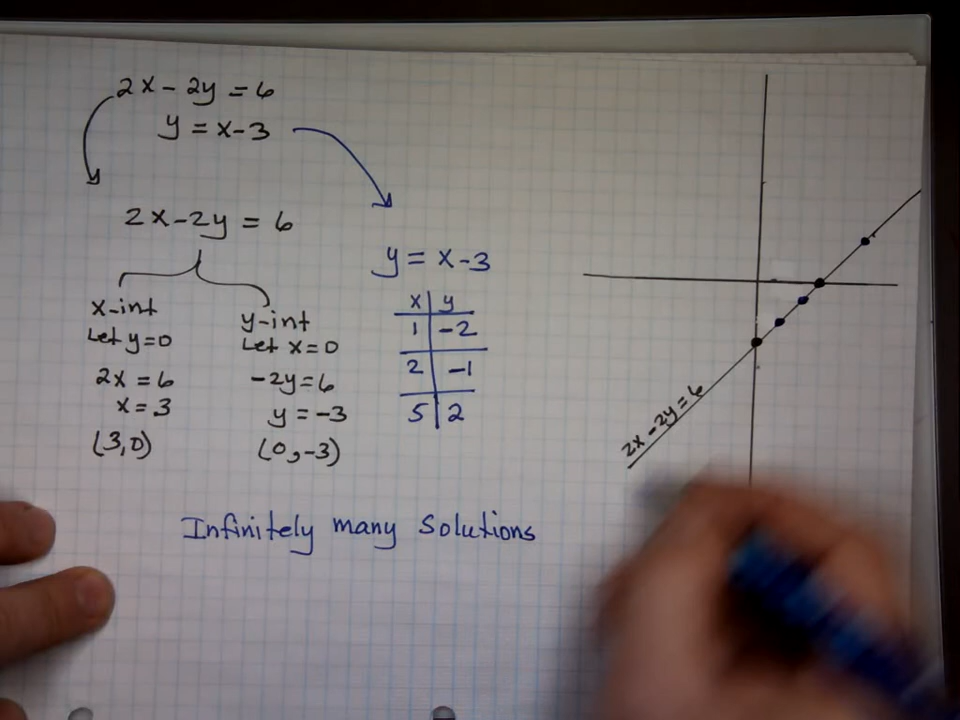 2x - 2y = 6
y = x-3
2x-2y = 6
x-int
Let y=0
2x = 6
x = 3
(3,0)
y-int
Let x=0
-2y=6
y = -3
(0,-3)
y = x-3
x y
1 -2
2 -1
5 2
2x-2y=6
Infinitely many Solutions